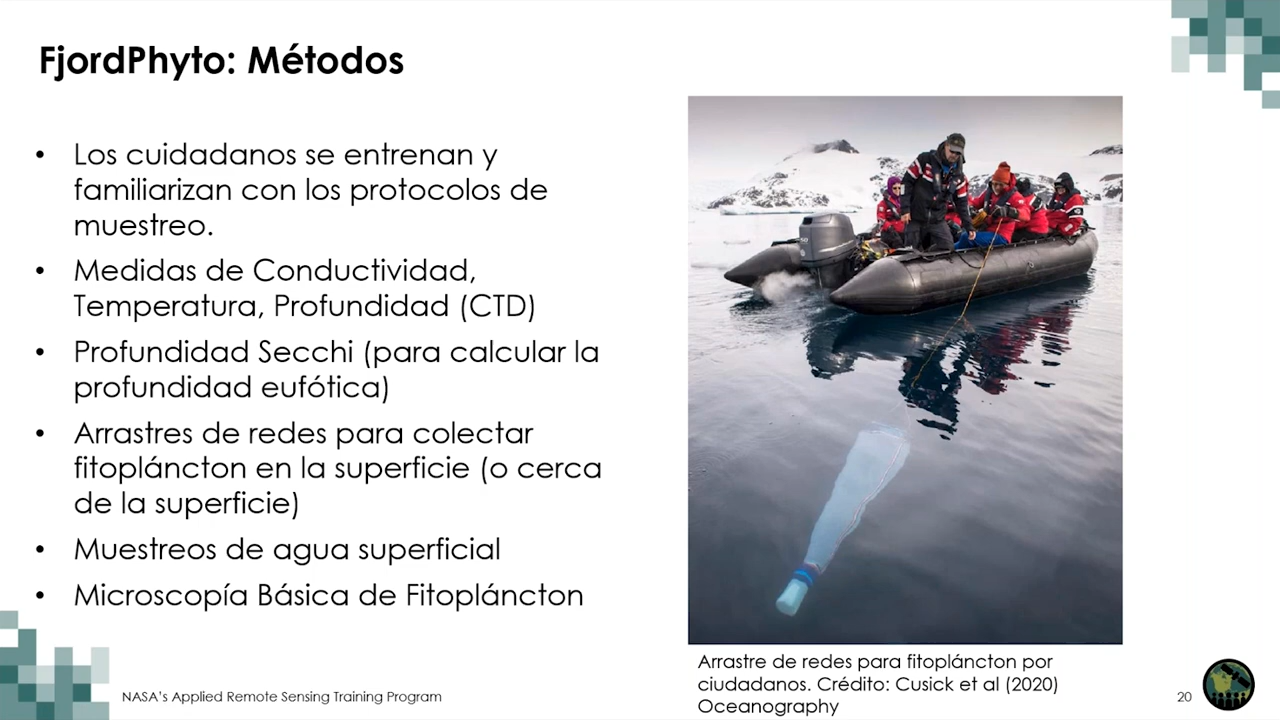 FjordPhyto: Métodos
• Los cuidadanos se entrenan y
familiarizan con los protocolos de
muestreo.
• Medidas de Conductividad,
Temperatura, Profundidad (CTD)
• Profundidad Secchi (para calcular la
profundidad eufótica)
• Arrastres de redes para colectar
fitopláncton en la superficie (o cerca
de la superficie)
• Muestreos de agua superficial
• Microscopía Básica de Fitopláncton
Arrastre de redes para fitopláncton por
ciudadanos. Crédito: Cusick et al (2020)
Oceanography
NASA's Applied Remote Sensing Training Program
20